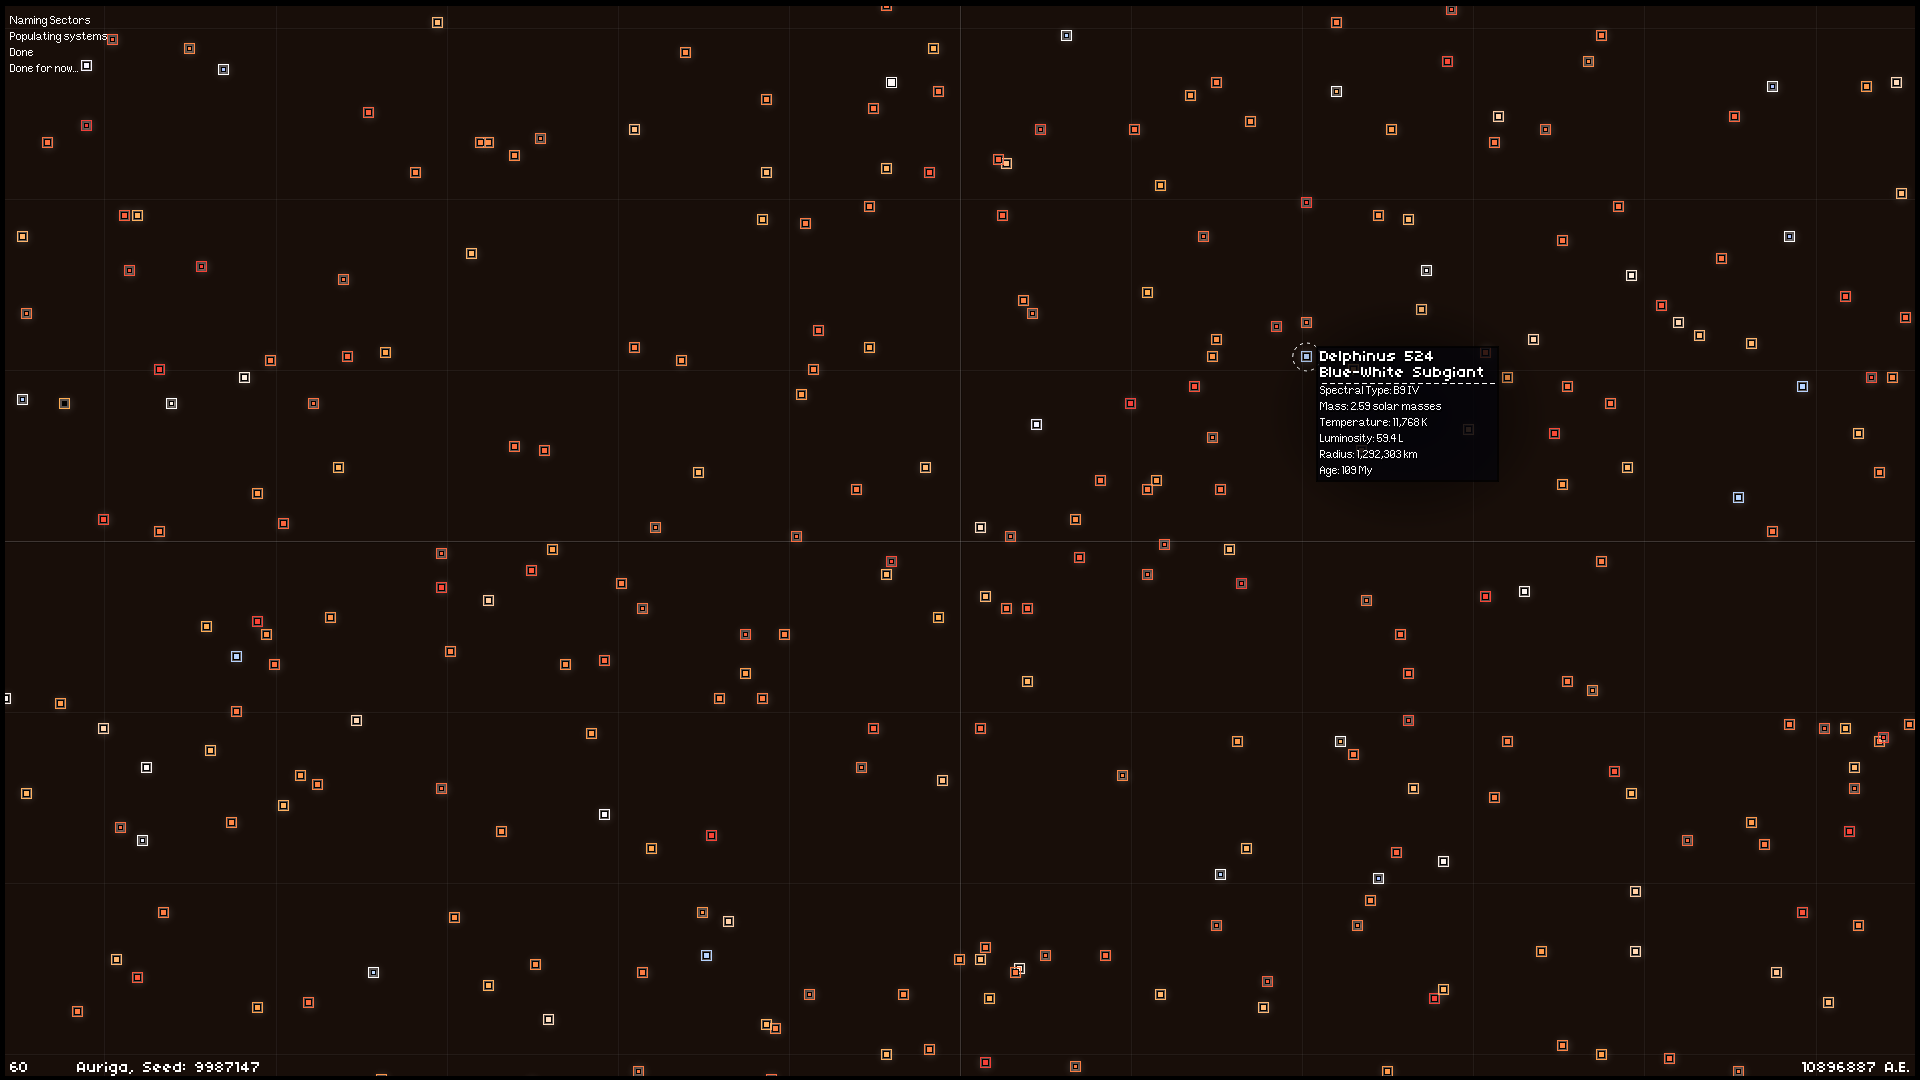 Naming Sectors
Populating systems
Done
Done for now...
Delphinus 524
Blue-White Subgiant
Spectral Type: B9 IV
Mass: 2.59 solar masses
Temperature: 11,768 K
Luminosity: 59.4 L
Radius: 1,292,303 km
Age: 109 My
60
Auriga, Seed: 9987147
10896887 A.E.